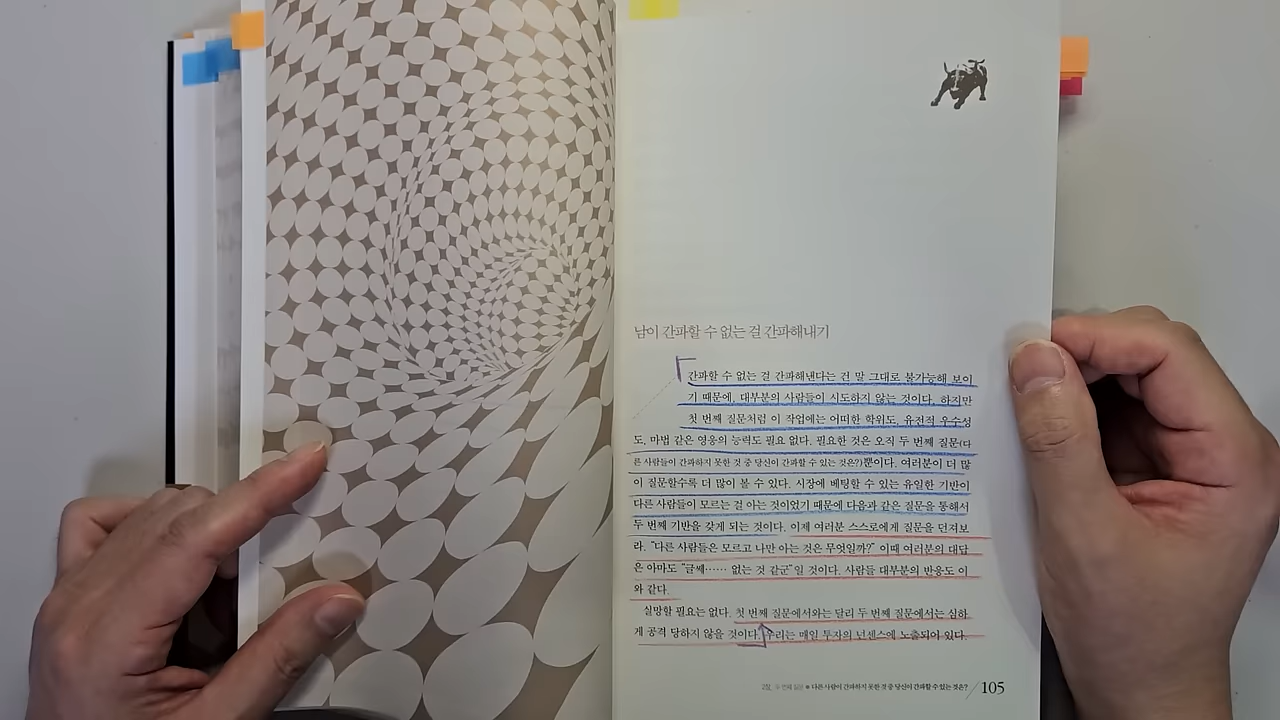 남이 간파할 수 없는 걸 간파해내기
간파할 수 없는 걸 간파해낸다는 건 말 그대로 불가능해 보이
기 때문에, 대부분의 사람들이 시도하지 않는 것이다. 하지만
첫 번째 질문처럼 이 작업에는 어떠한 학위도, 유전적 우수성
도, 마법 같은 영웅의 능력도 필요 없다. 필요한 것은 오직 두 번째 질문(다
른 사람들이 간파하지 못한 것 중 당신이 간파할 수 있는 것은?)뿐이다. 여러분이 더 많
이 질문할수록 더 많이 볼 수 있다. 시장에 베팅할 수 있는 유일한 기반이
다른 사람들이 모르는 걸 아는 것이었기 때문에 다음과 같은 질문을 통해서
두 번째 기반을 갖게 되는 것이다. 이제 여러분 스스로에게 질문을 던져보
라. “다른 사람들은 모르고 나만 아는 것은 무엇일까?” 이때 여러분의 대답
은 아마도 “글쎄…… 없는 것 같군”일 것이다. 사람들 대부분의 반응도 이
와 같다.
실망할 필요는 없다. 첫 번째 질문에서와는 달리 두 번째 질문에서는 심하
게 공격 당하지 않을 것이다. 우리는 매일 투자의 넌센스에 노출되어 있다.
2장_ 두 번째 질문 ● 다른 사람이 간파하지 못한 것 중 당신이 간파할 수 있는 것은? / 105